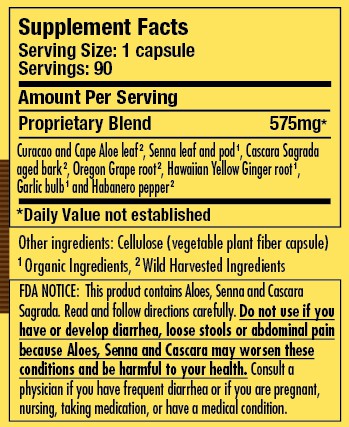 Supplement Facts
Serving Size: 1 capsule
Servings: 90
Amount Per Serving
Proprietary Blend 575mg*
Curacao and Cape Aloe leaf², Senna leaf and pod¹, Cascara Sagrada
aged bark², Oregon Grape root², Hawaiian Yellow Ginger root¹,
Garlic bulb¹ and Habanero pepper²
*Daily Value not established
Other ingredients: Cellulose (vegetable plant fiber capsule)
¹ Organic Ingredients, ² Wild Harvested Ingredients
FDA NOTICE: This product contains Aloes, Senna and Cascara
Sagrada. Read and follow directions carefully. Do not use if you
have or develop diarrhea, loose stools or abdominal pain
because Aloes, Senna and Cascara may worsen these
conditions and be harmful to your health. Consult a
physician if you have frequent diarrhea or if you are pregnant,
nursing, taking medication, or have a medical condition.